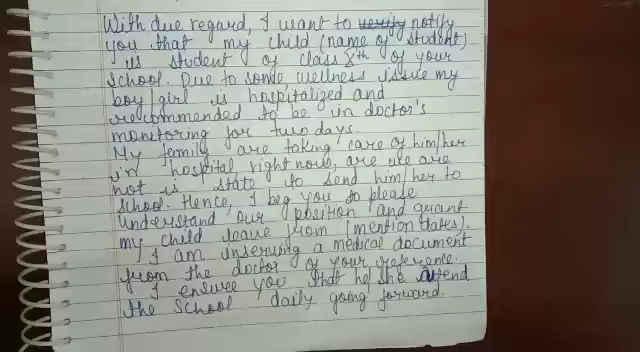 With due regard, I want to verify notify
you that my child (name of student)
is student of class 8th of your
school. Due to some wellness issue my
boy/girl is hospitalized and
recommended to be in doctor's
monitoring for two days.
My family are taking care of him/her
in hospital right now, are we are
not is state to send him/her to
school. Hence, I beg you to please
understand our position and grant
my child leave from (mention dates).
I am inserving a medical document
from the doctor of your reference.
I ensure you that he/she attend
the school daily going forward.